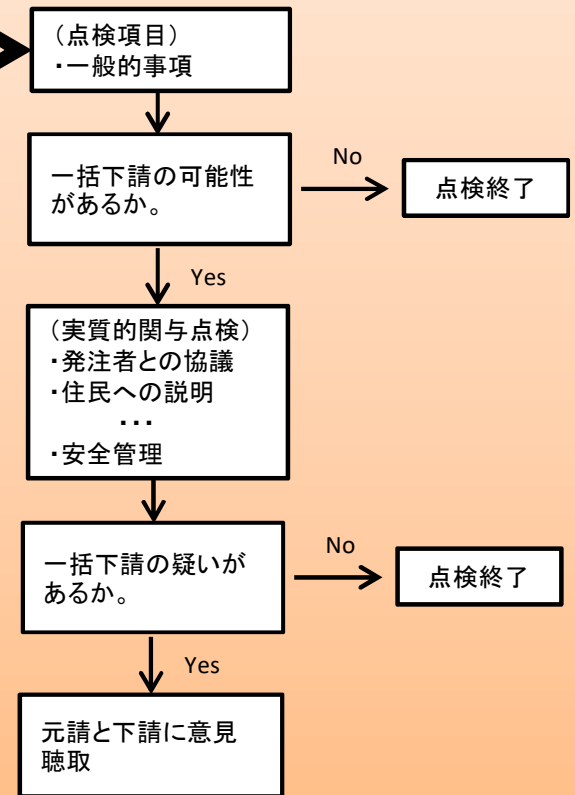 (点検項目)
・一般的事項
一括下請の可能性
があるか。
No
点検終了
Yes
(実質的関与点検)
・発注者との協議
・住民への説明
・・・
・安全管理
一括下請の疑いが
あるか。
No
点検終了
Yes
元請と下請に意見
聴取